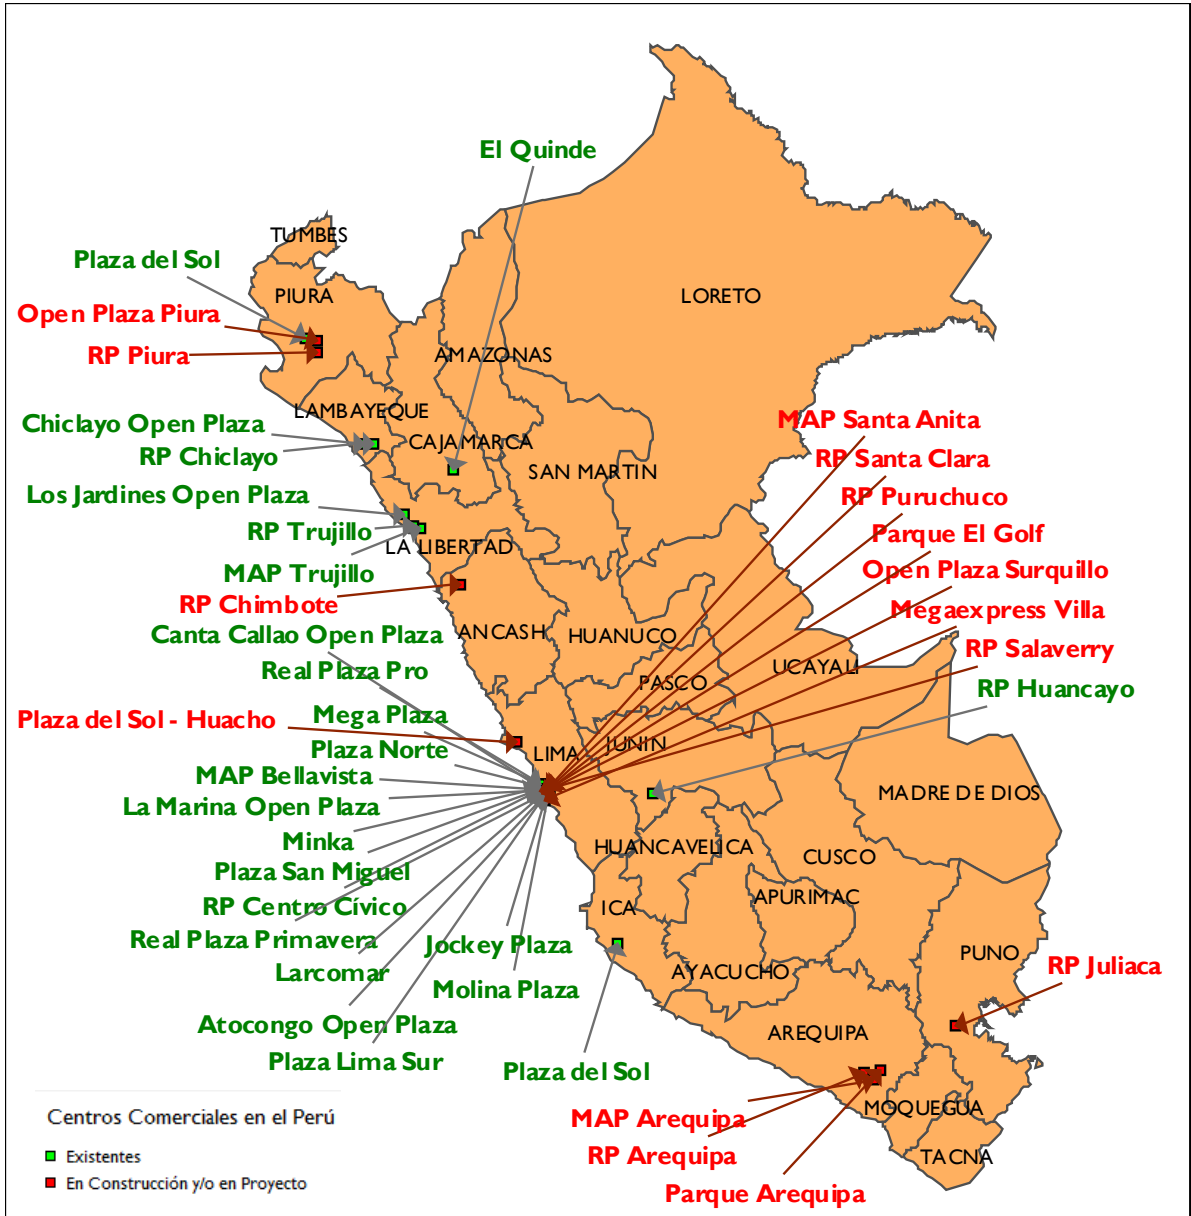 El Quinde
TUMBES
Plaza del Sol
PIURA
LORETO
Open Plaza Piura
RP Piura
AMAZONAS
LAMBAYEQUE
Chiclayo Open Plaza
MAP Santa Anita
CAJAMARCA
RP Chiclayo
RP Santa Clara
SAN MARTIN
Los Jardines Open Plaza
RP Puruchuco
RP Trujillo
Parque El Golf
LA LIBERTAD
MAP Trujillo
Open Plaza Surquillo
RP Chimbote
Megaexpress Villa
Canta Callao Open Plaza
ANCASH
HUANUCO
RP Salaverry
Real Plaza Pro
UCAYALI
PASCO
RP Huancayo
Mega Plaza
Plaza del Sol - Huacho
JUNIN
Plaza Norte
LIMA
MAP Bellavista
MADRE DE DIOS
La Marina Open Plaza
Minka
HUANCAVELICA
CUSCO
Plaza San Miguel
APURIMAC
RP Centro Cívico
ICA
Real Plaza Primavera
Jockey Plaza
PUNO
RP Juliaca
Larcomar
AYACUCHO
Molina Plaza
Atocongo Open Plaza
AREQUIPA
Plaza Lima Sur
Plaza del Sol
MOQUEGUA
Centros Comerciales en el Perú
MAP Arequipa
Existentes
RP Arequipa
TACNA
En Construcción y/o en Proyecto
Parque Arequipa